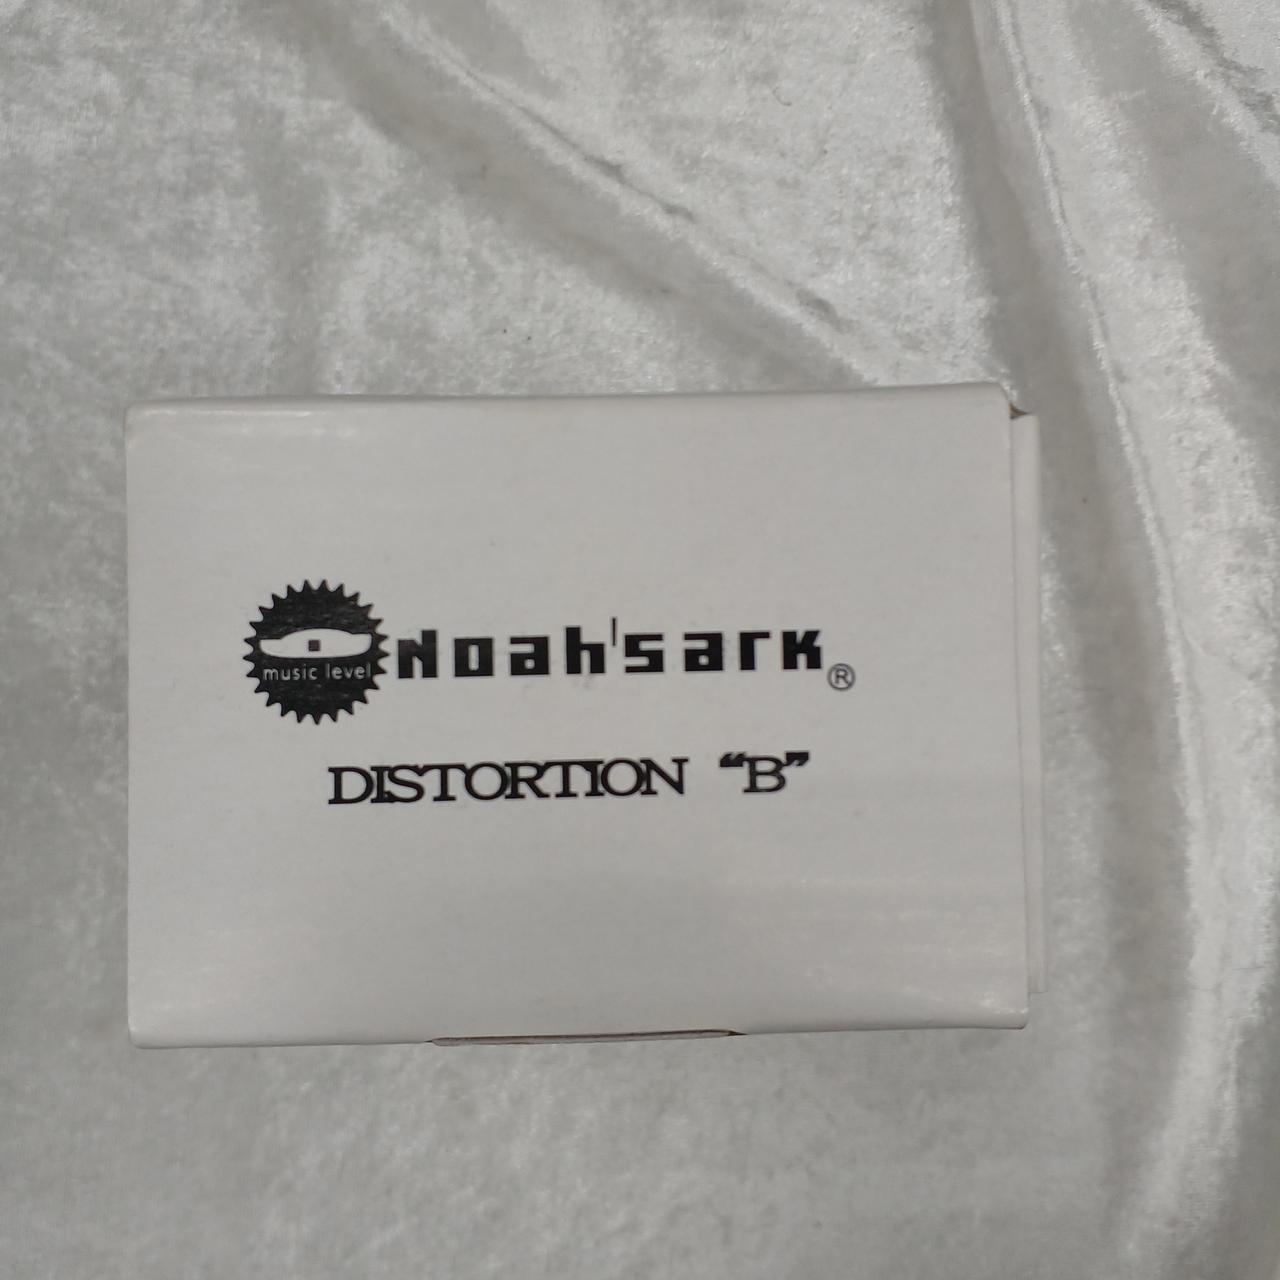 music level
Noah'sark®
DISTORTION “B”